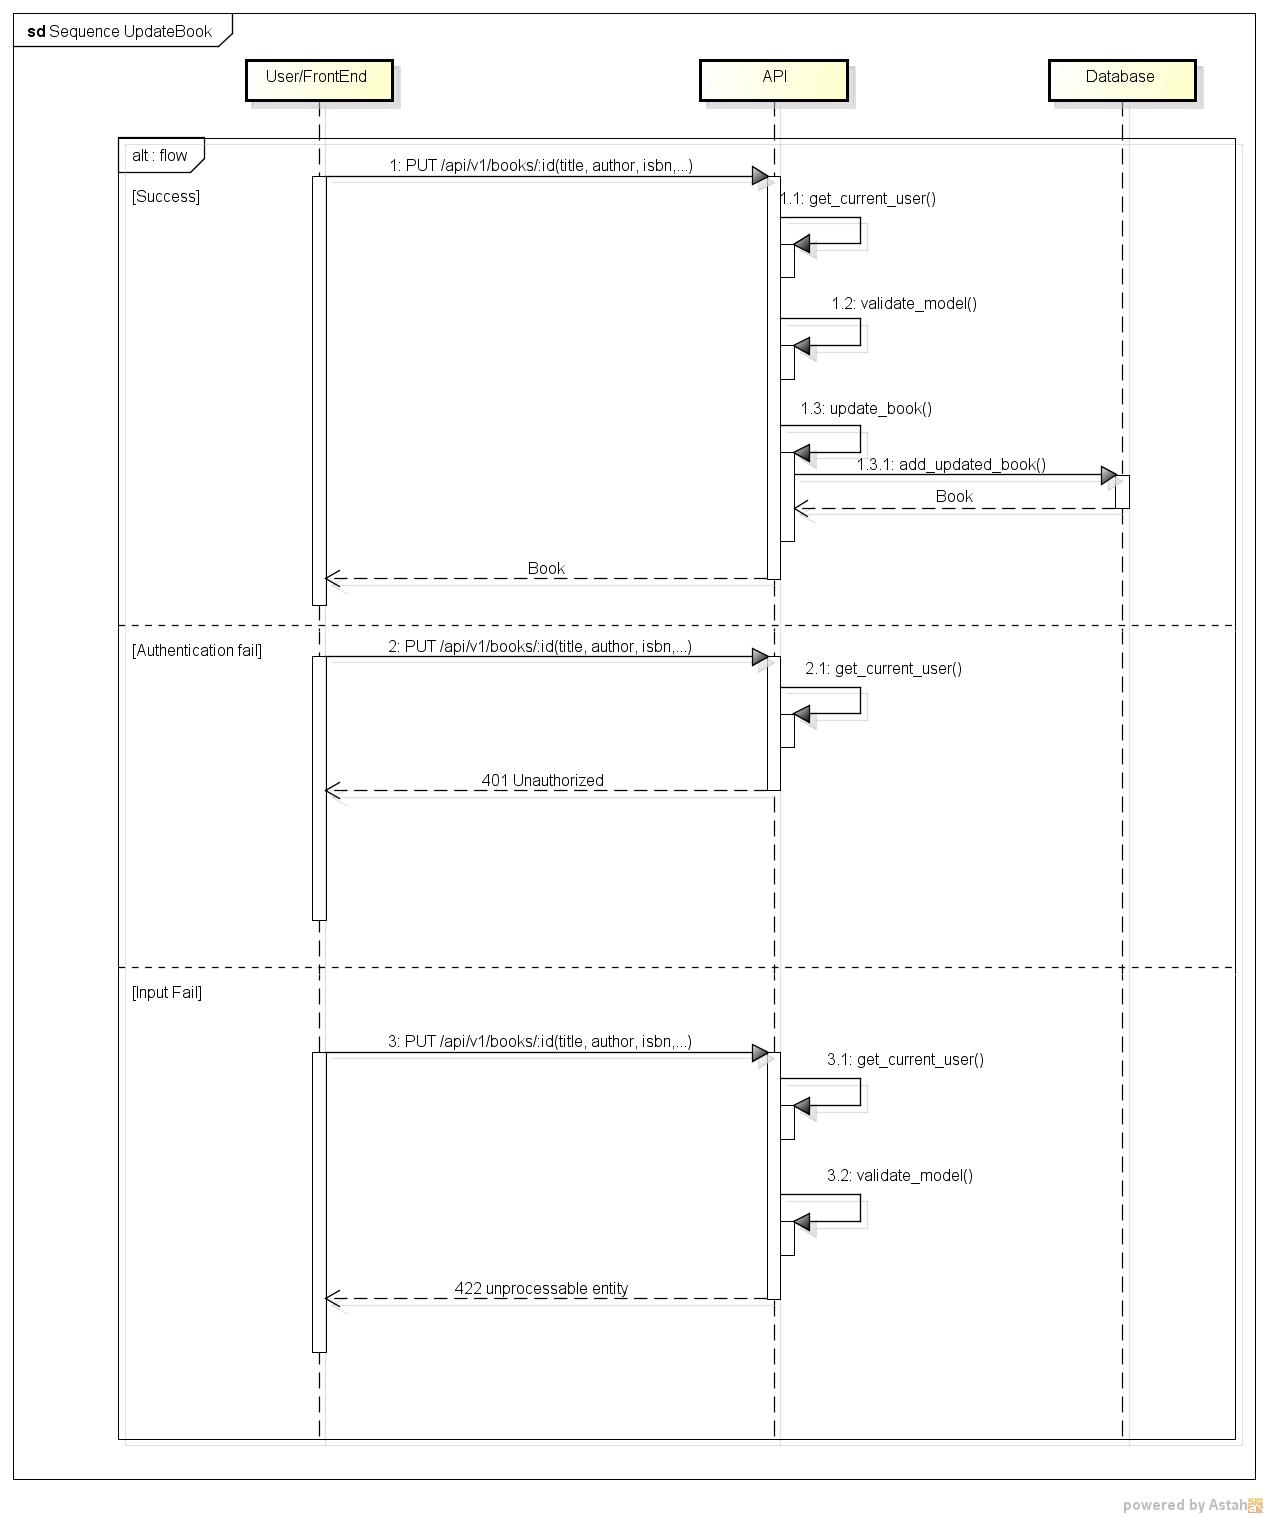 sd Sequence UpdateBook
User/FrontEnd
API
Database
alt : flow
1: PUT /api/v1/books/:id(title, author, isbn,...)
[Success]
1.1: get_current_user()
1.2: validate_model()
1.3: update_book()
1.3.1: add_updated_book()
Book
Book
2: PUT /api/v1/books/:id(title, author, isbn,...)
[Authentication fail]
2.1: get_current_user()
401 Unauthorized
[Input Fail]
3: PUT /api/v1/books/:id(title, author, isbn,...)
3.1: get_current_user()
3.2: validate_model()
422 unprocessable entity
powered by Astah